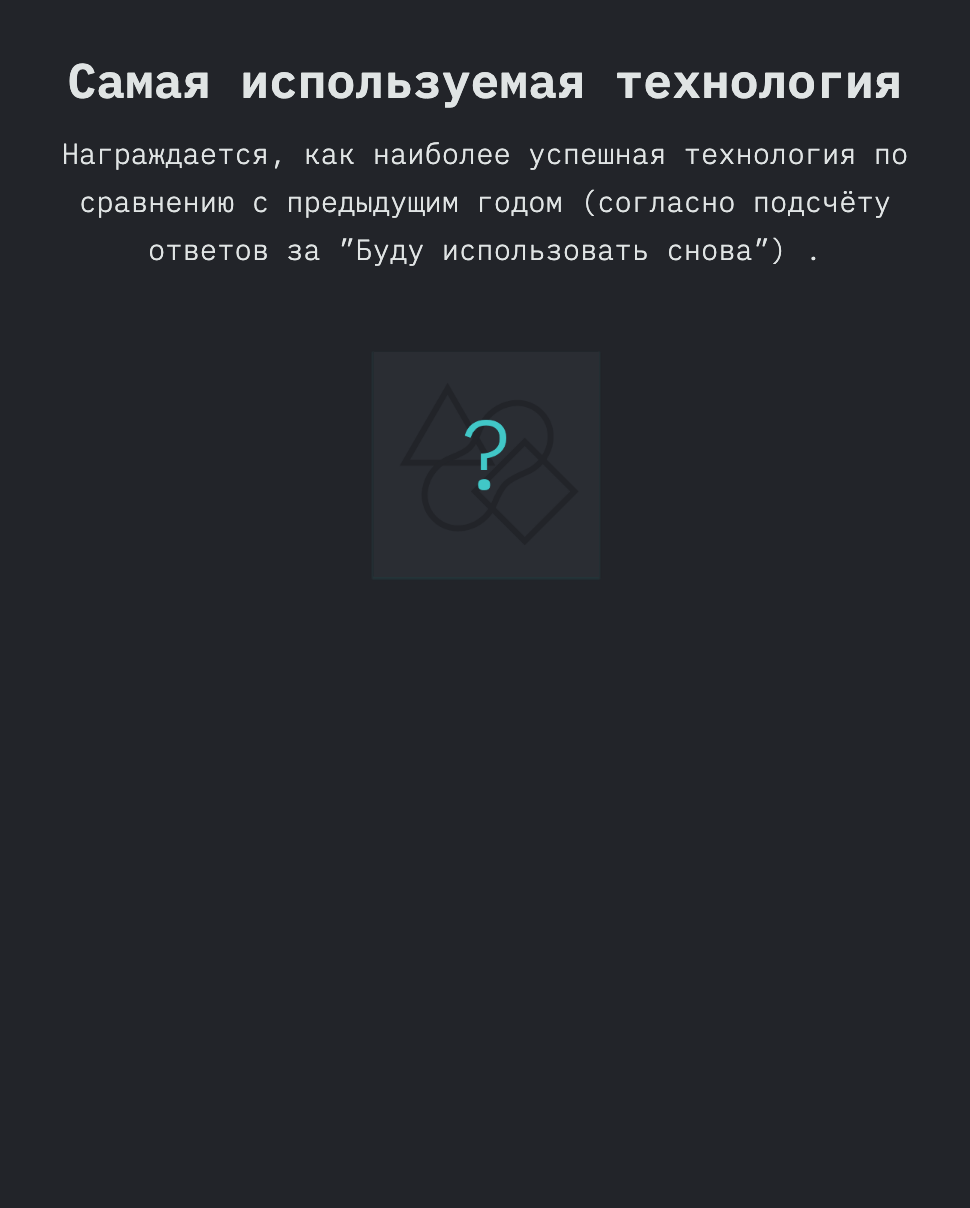 Самая используемая технология
Награждается, как наиболее успешная технология по
сравнению с предыдущим годом (согласно подсчёту
ответов за ”Буду использовать снова”) .
?